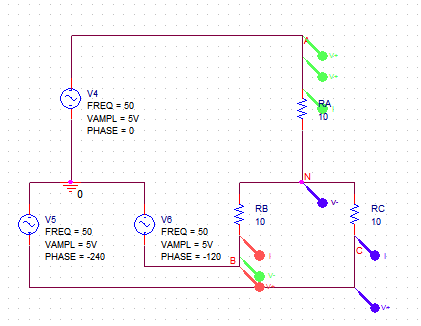 A
V+
V+
V4
FREQ = 50
VAMPL = 5V
PHASE = 0
RA
10
I
N
0
V-
V5
FREQ = 50
VAMPL = 5V
PHASE = -240
V6
FREQ = 50
VAMPL = 5V
PHASE = -120
RB
10
RC
10
I
C
I
B
V-
V+
V+